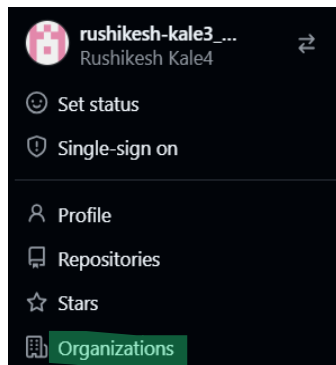 rushikesh-kale3_...
Rushikesh Kale4
Set status
Single-sign on
Profile
Repositories
Stars
Organizations